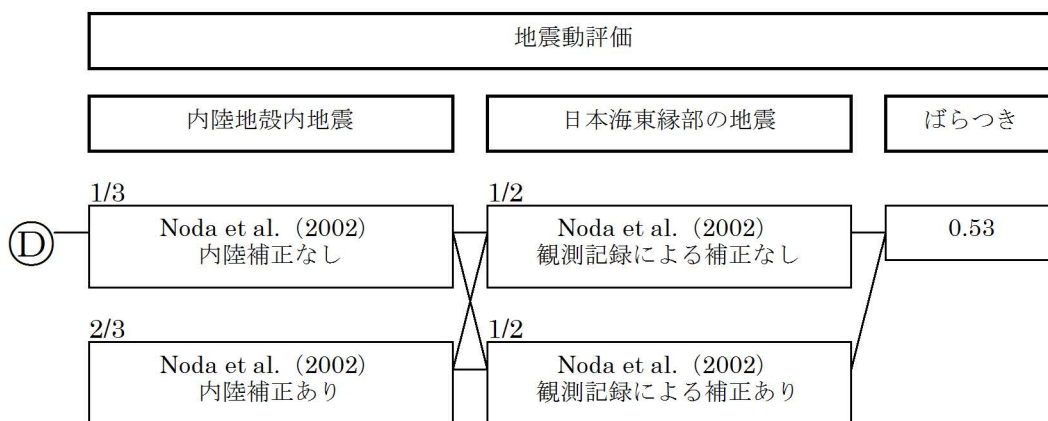 地震動評価
内陸地殻内地震
日本海東縁部の地震
ばらつき
1/3
1/2
D
Noda et al.（2002）
内陸補正なし
Noda et al.（2002）
観測記録による補正なし
0.53
2/3
1/2
Noda et al.（2002）
内陸補正あり
Noda et al.（2002）
観測記録による補正あり